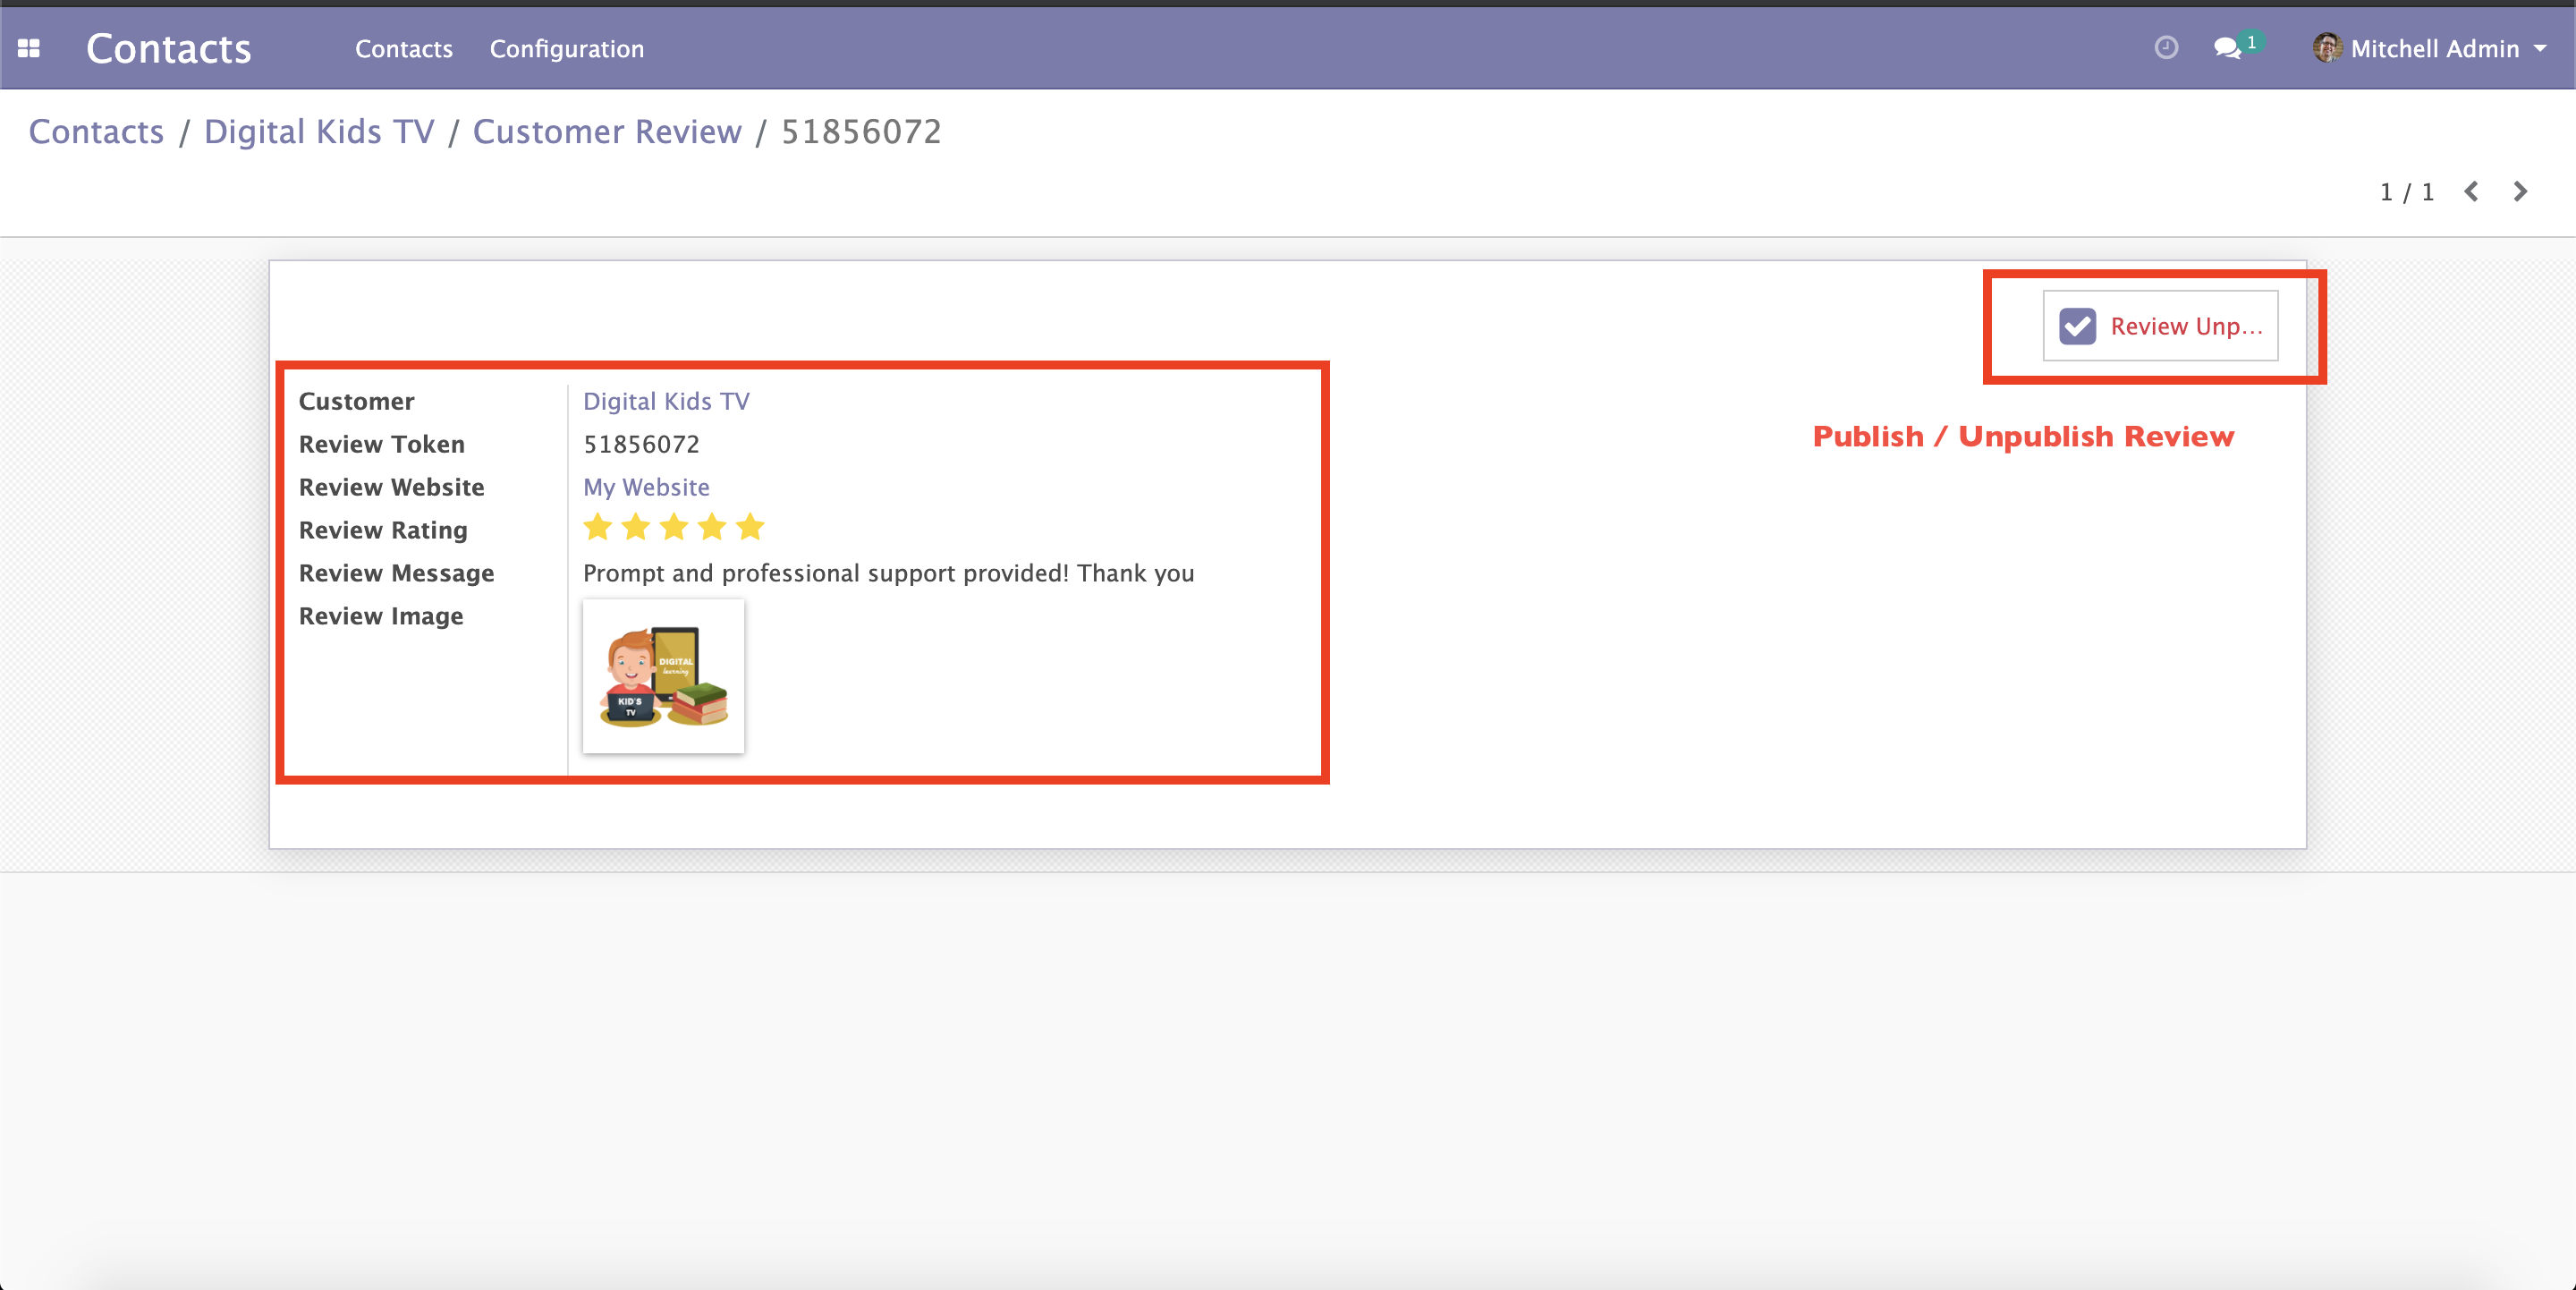 Contacts Contacts Configuration 1 Mitchell Admin
Contacts / Digital Kids TV / Customer Review / 51856072
1 / 1
Review Unp...
Publish / Unpublish Review
Customer Digital Kids TV
Review Token 51856072
Review Website My Website
Review Rating
Review Message Prompt and professional support provided! Thank you
Review Image
DIGITAL
learning
KID'S
TV